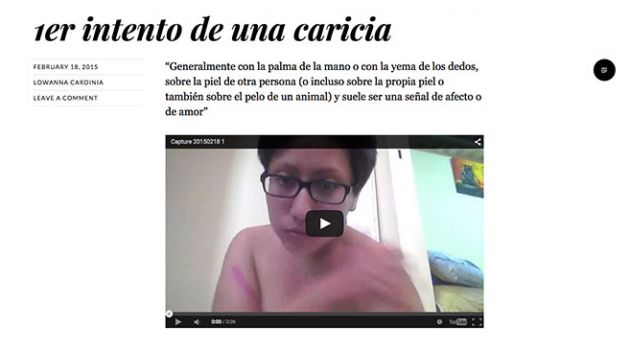 1er intento de una caricia
FEBRUARY 18, 2015
LOWANNA CARDINIA
LEAVE A COMMENT
“Generalmente con la palma de la mano o con la yema de los dedos,
sobre la piel de otra persona (o incluso sobre la propia piel o
también sobre el pelo de un animal) y suele ser una señal de afecto o
de amor”
Capture 20150218 1
0:00 / 0:06
YouTube